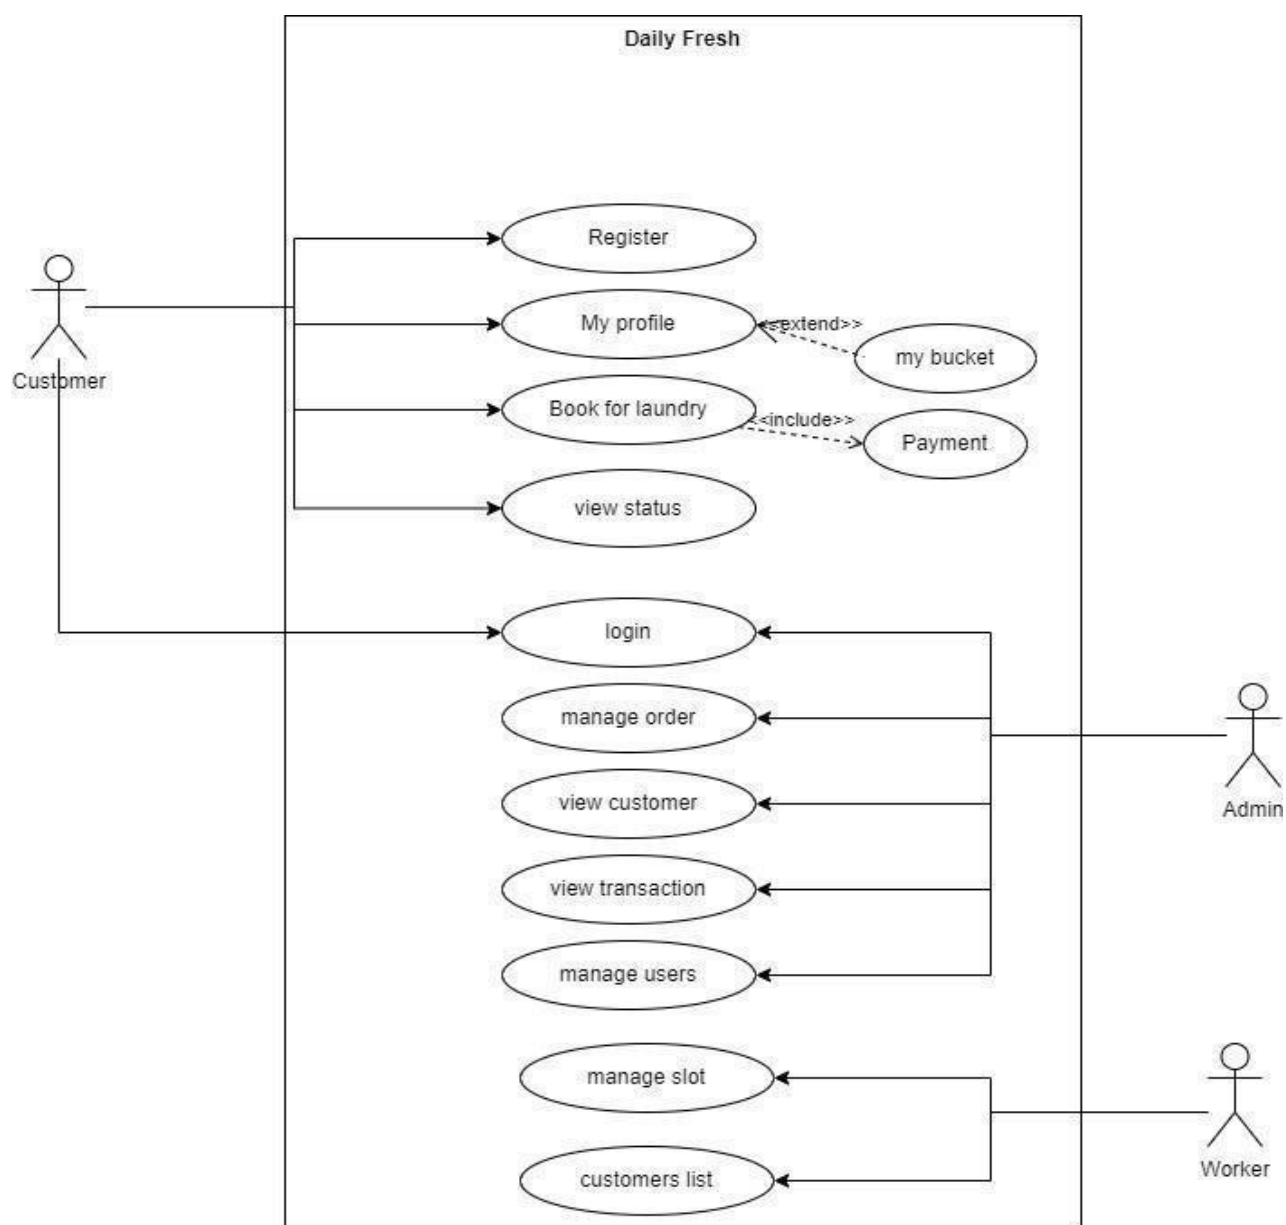 Daily Fresh
Register
Customer
My profile
<<extend>>
my bucket
Book for laundry
<<include>>
Payment
view status
login
manage order
Admin
view customer
view transaction
manage users
manage slot
Worker
customers list